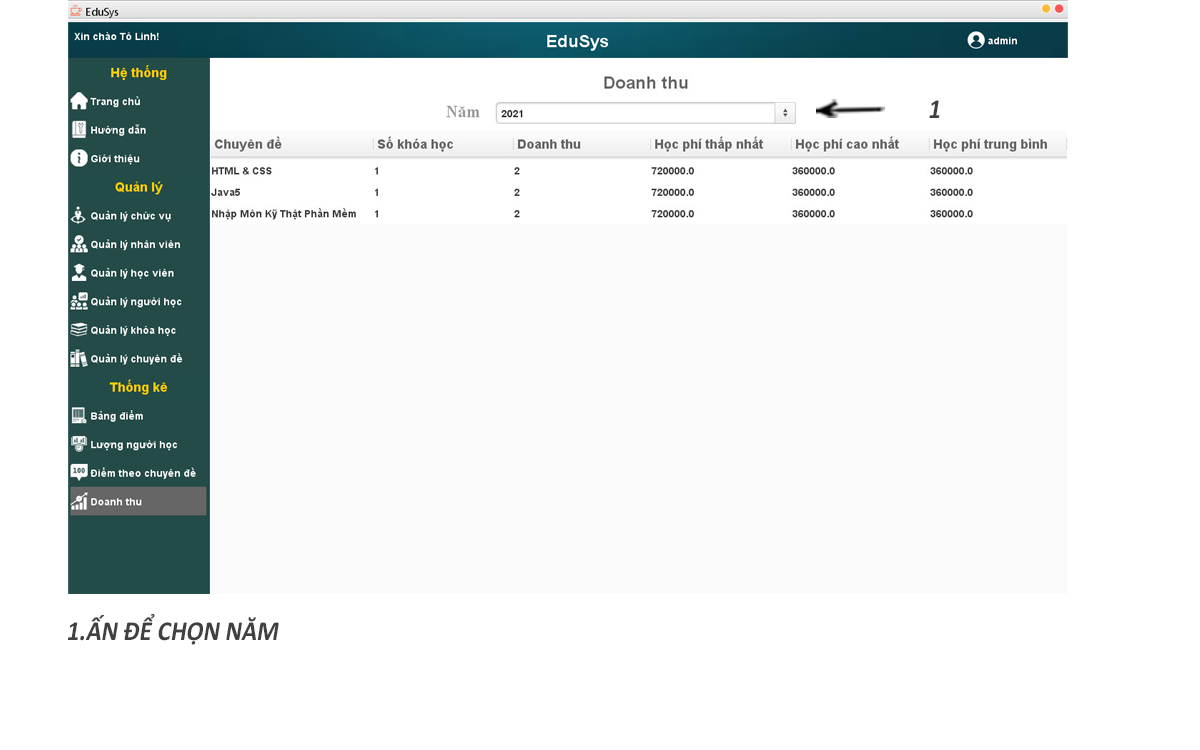 EduSys
Xin chào Tô Linh!
EduSys
admin
Hệ thống
Trang chủ
Hướng dẫn
Giới thiệu
Quản lý
Quản lý chức vụ
Quản lý nhân viên
Quản lý học viên
Quản lý người học
Quản lý khóa học
Quản lý chuyên đề
Thống kê
Bảng điểm
Lượng người học
100
Điểm theo chuyên đề
Doanh thu
Doanh thu
Năm 2021
1
Chuyên đề Số khóa học Doanh thu Học phí thấp nhất Học phí cao nhất Học phí trung bình
HTML & CSS 1 2 720000.0 360000.0 360000.0
Java5 1 2 720000.0 360000.0 360000.0
Nhập Môn Kỹ Thật Phần Mềm 1 2 720000.0 360000.0 360000.0
1.ẤN ĐỂ CHỌN NĂM